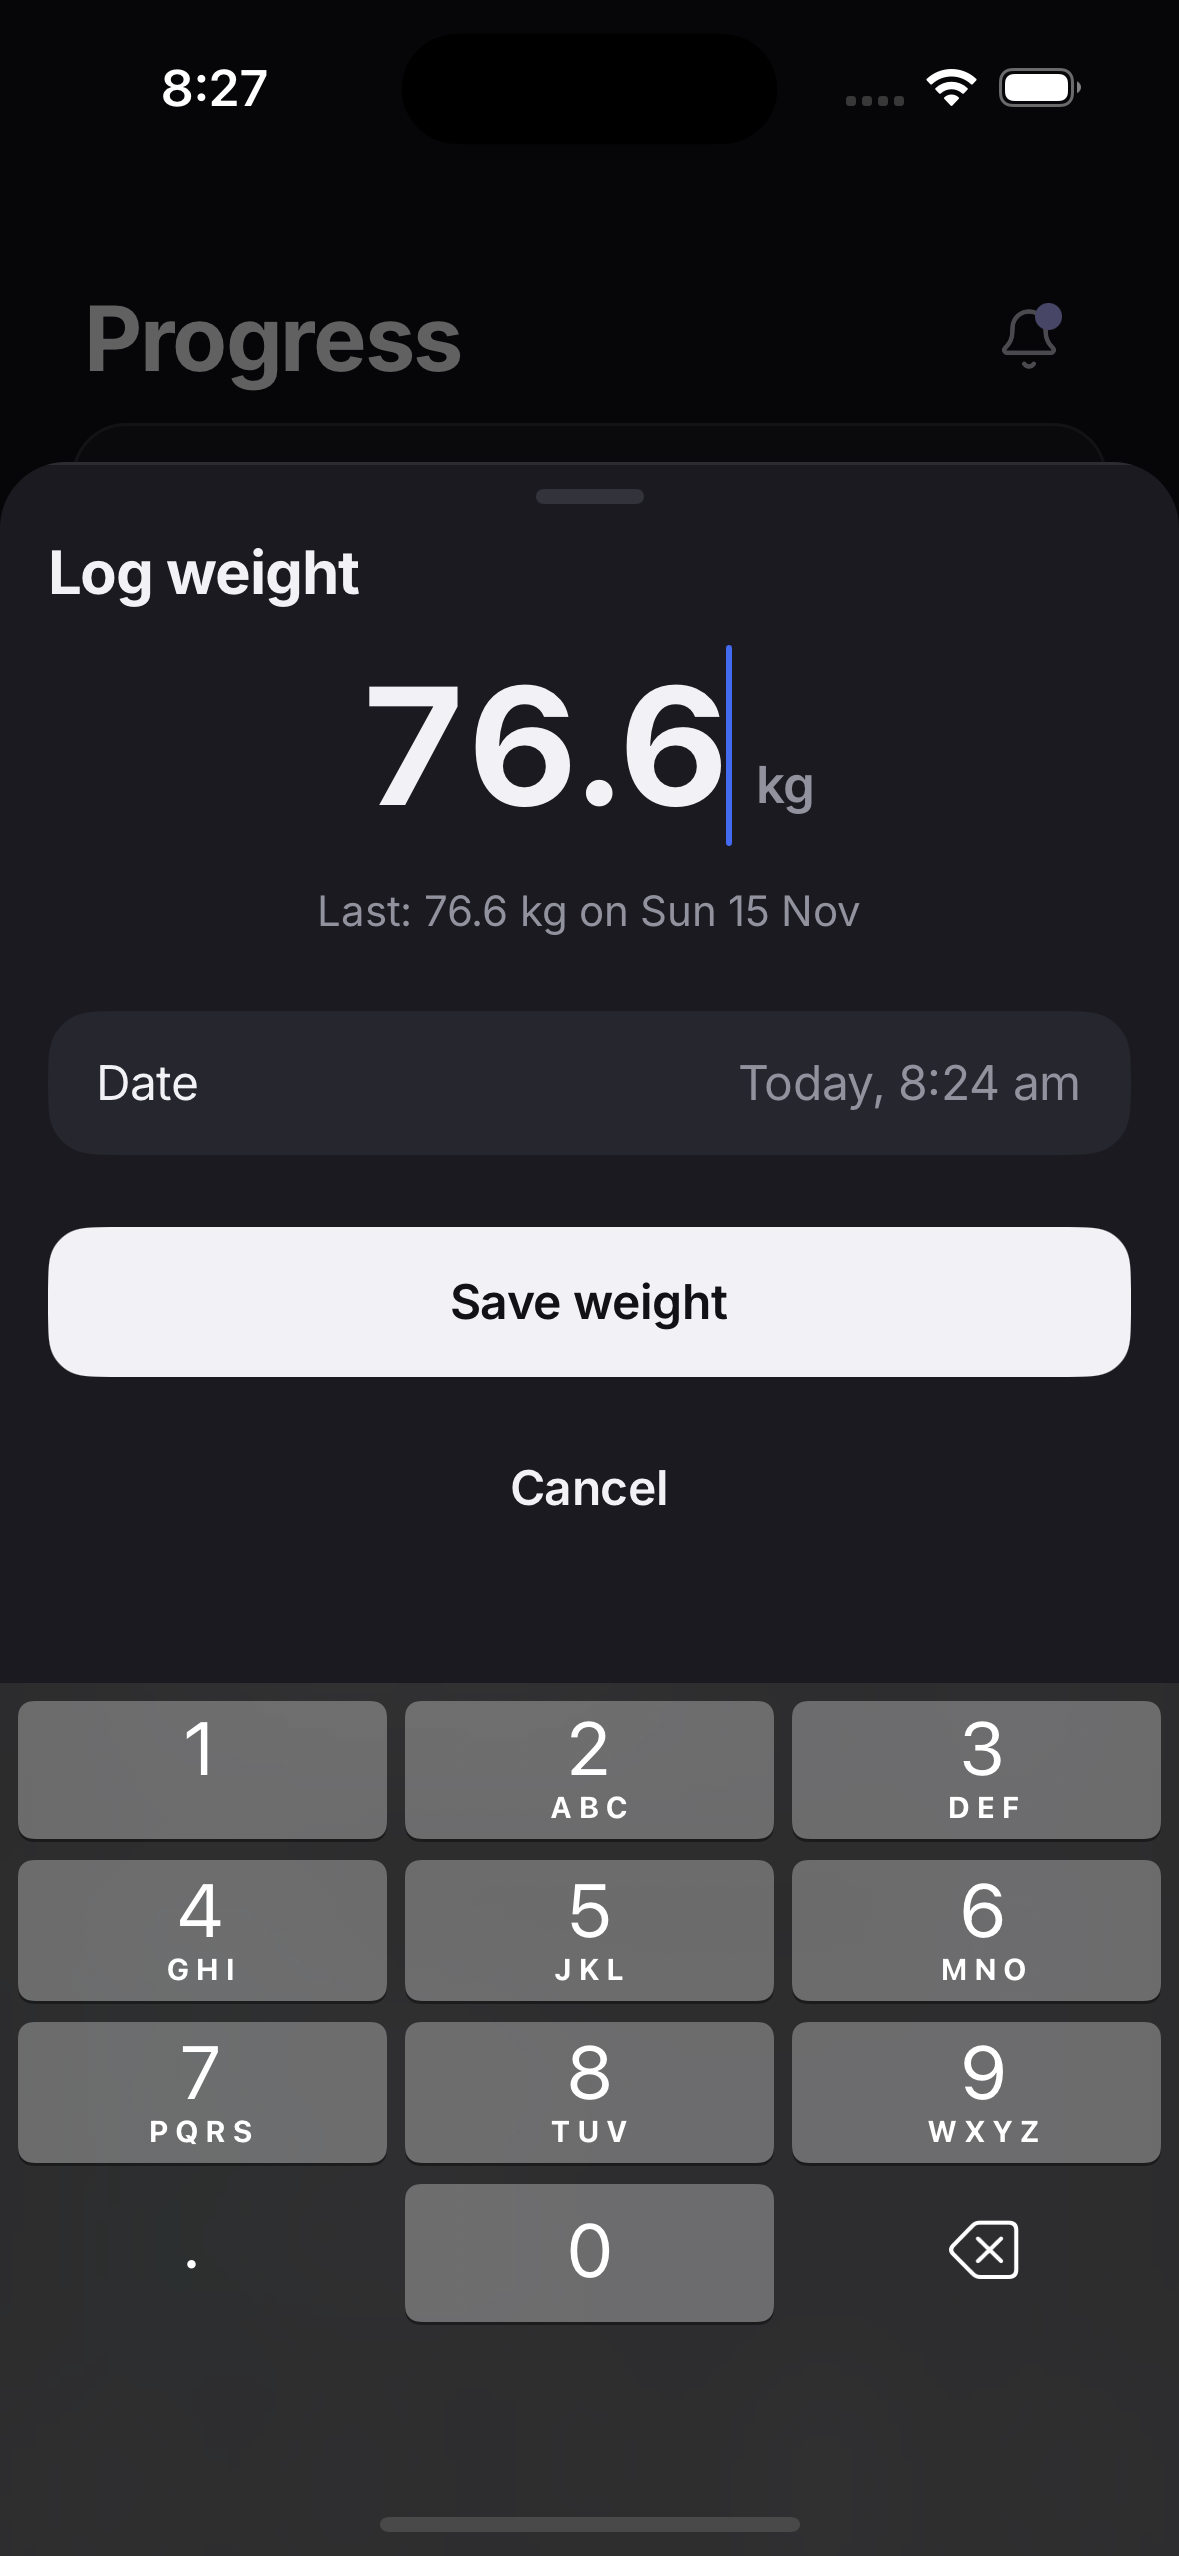 8:27
Progress
Log weight
76.6 kg
Last: 76.6 kg on Sun 15 Nov
Date Today, 8:24 am
Save weight
Cancel
1 2 3
ABC DEF
4 5 6
GHI JKL MNO
7 8 9
PQRS TUV WXYZ
. 0